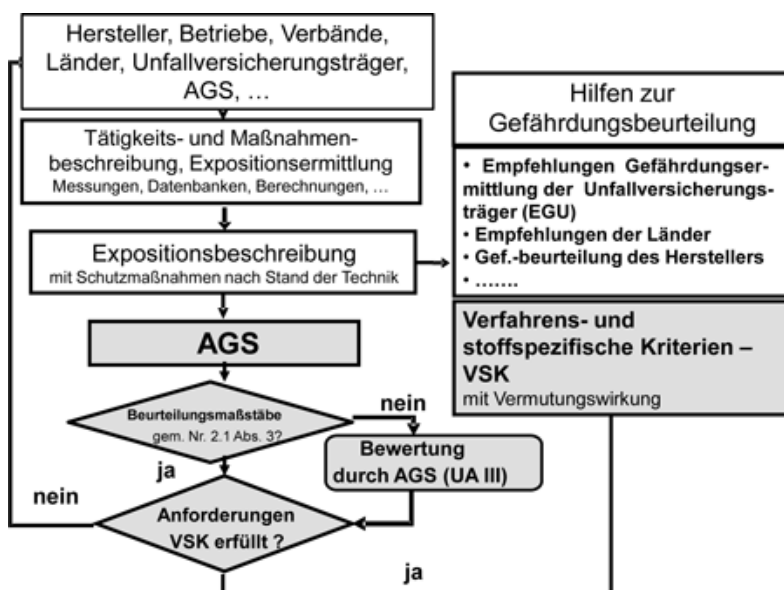 Hersteller, Betriebe, Verbände,
Länder, Unfallversicherungsträger,
AGS, ...
Tätigkeits- und Maßnahmen-
beschreibung, Expositionsermittlung
Messungen, Datenbanken, Berechnungen, ...
Expositionsbeschreibung
mit Schutzmaßnahmen nach Stand der Technik
Hilfen zur
Gefährdungsbeurteilung
• Empfehlungen Gefährdungser-
mittlung der Unfallversicherungs-
träger (EGU)
• Empfehlungen der Länder
• Gef.-beurteilung des Herstellers
• .......
Verfahrens- und
stoffspezifische Kriterien –
VSK
mit Vermutungswirkung
AGS
Beurteilungsmaßstäbe
gem. Nr. 2.1 Abs. 3?
nein
Bewertung
durch AGS (UA III)
ja
nein
Anforderungen
VSK erfüllt ?
ja